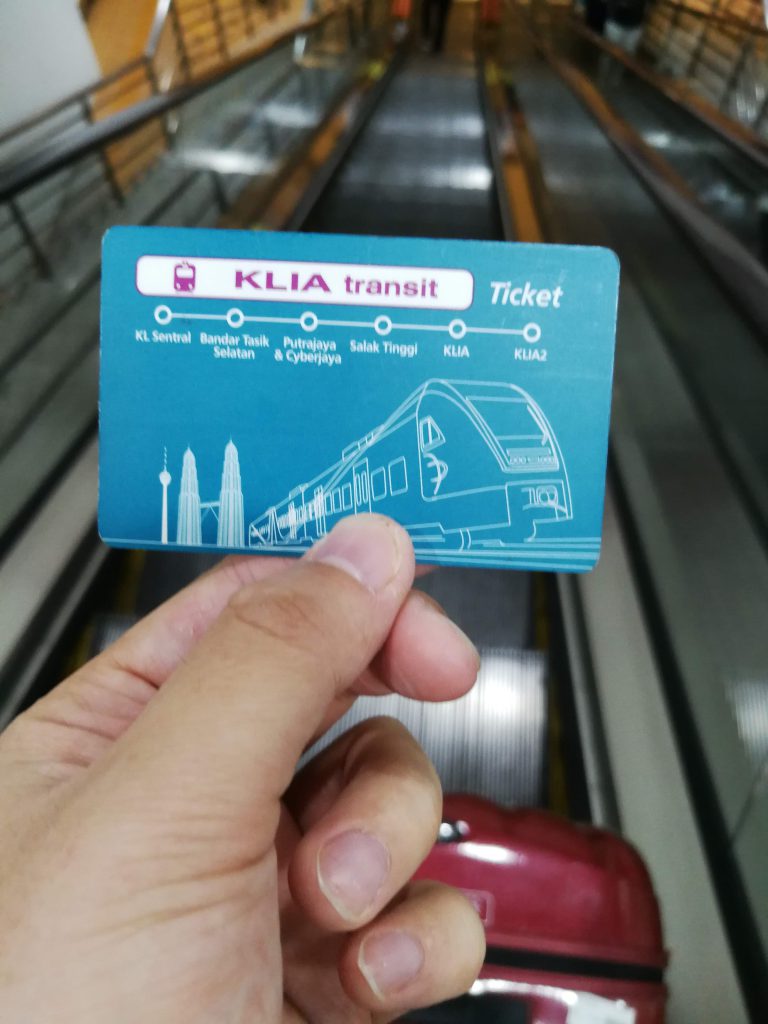 KLIA transit Ticket
KL Sentral
Bandar Tasik
Selatan
Putrajaya
& Cyberjaya
Salak Tinggi
KLIA
KLIA2